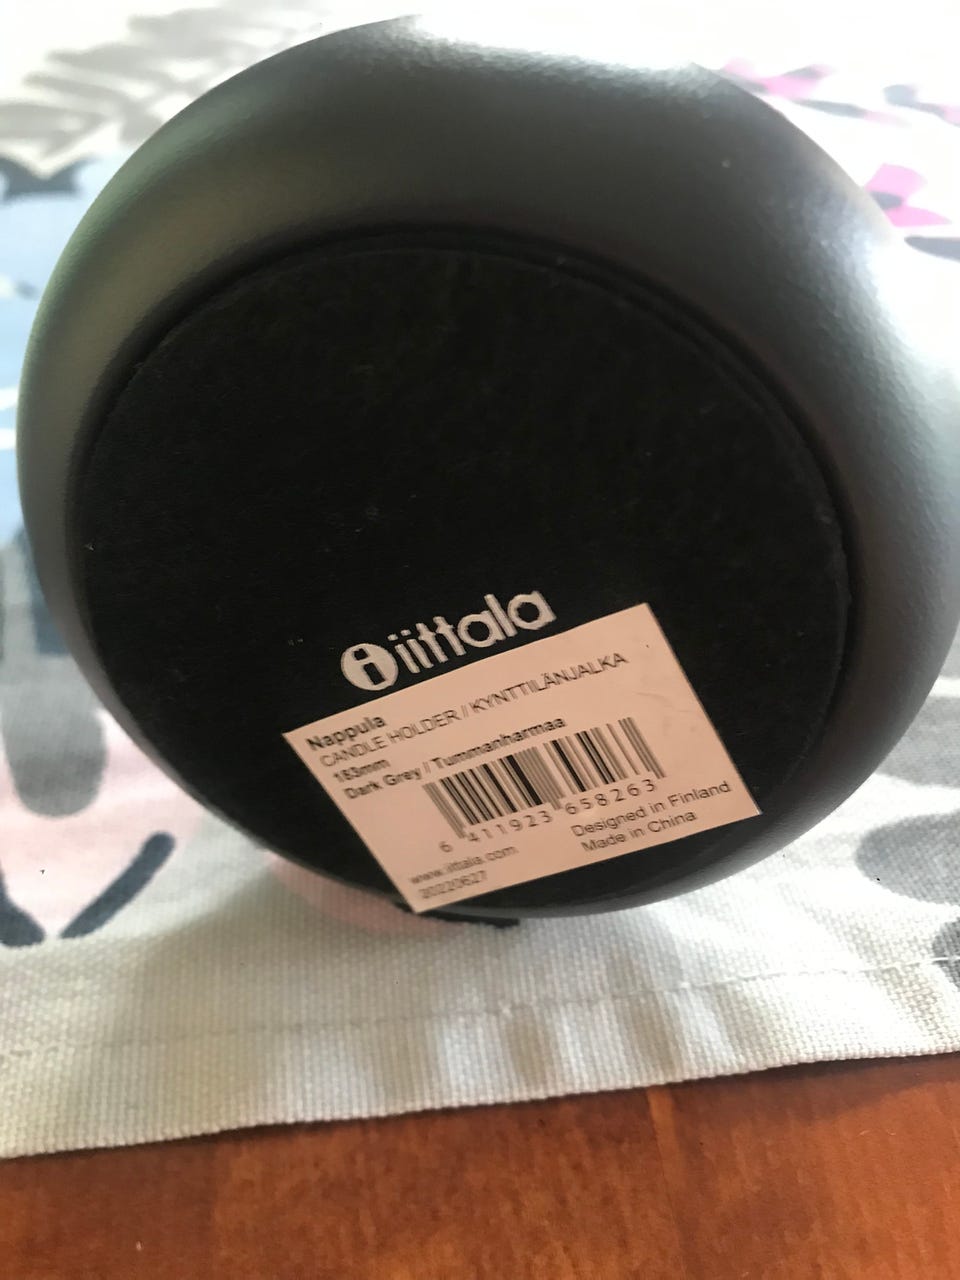 iittala
Nappula
CANDLE HOLDER / KYNTTILÄNJALKA
183mm
Dark Grey / Tummanharmaa
6 411923 658263
www.iittala.com
20220627
Designed in Finland
Made in China